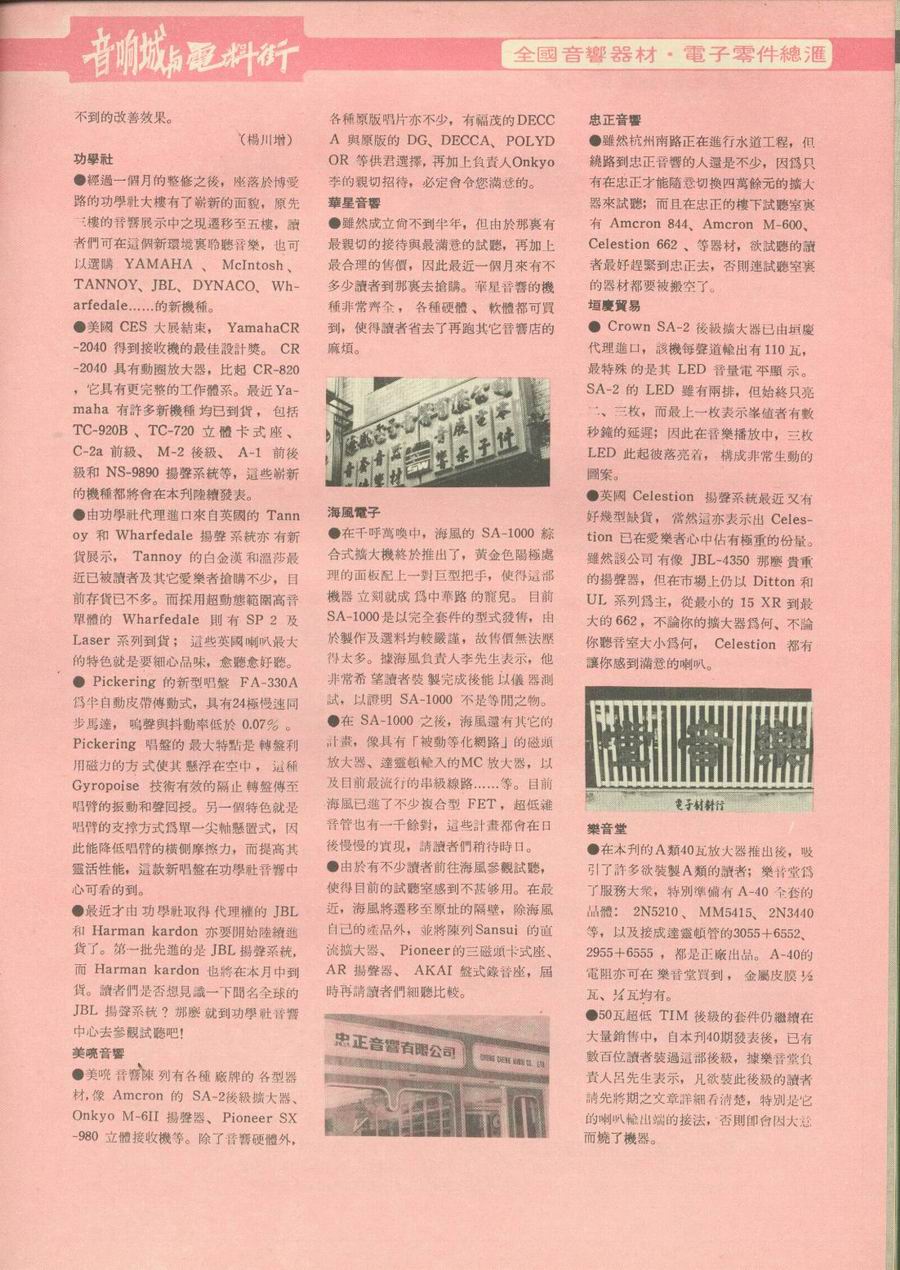 音响城與電料街
全國音響器材・電子零件總滙
不到的改善效果。
（楊川增）
功學社
●經過一個月的整修之後，座落於博愛
路的功學社大樓有了嶄新的面貌，原先
三樓的音響展示中之現遷移至五樓，讀
者們可在這個新環境裏聆聽音樂，也可
以選購 YAMAHA 、 McIntosh、
TANNOY、JBL、DYNACO、Wh-
arfedale……的新機種。
●美國 CES 大展結束， YamahaCR
-2040 得到接收機的最佳設計獎。 CR
-2040 具有動圈放大器，比起 CR-820
，它具有更完整的工作體系。最近Ya-
maha 有許多新機種均已到貨，包括
TC-920B 、TC-720 立體卡式座、
C-2a 前級、 M-2 後級、 A-1 前後
級和 NS-9890 揚聲系統等，這些嶄新
的機種都將會在本刊陸續發表。
●由功學社代理進口來自英國的 Tann
oy 和 Wharfedale 揚聲系統亦有新
貨展示， Tannoy 的白金漢和溫莎最
近已被讀者及其它愛樂者搶購不少，目
前存貨已不多。而採用超動態範圍高音
單體的 Wharfedale 則有 SP 2 及
Laser 系列到貨； 這些英國喇叭最大
的特色就是要細心品味，愈聽愈好聽。
● Pickering 的新型唱盤 FA-330A
爲半自動皮帶傳動式，具有24極慢速同
步馬達，鳴聲與抖動率低於 0.07% 。
Pickering 唱盤的最大特點是轉盤利
用磁力的方式使其懸浮在空中，這種
Gyropoise 技術有效的隔止轉盤傳至
唱臂的振動和聲回授。另一個特色就是
唱臂的支撐方式爲單一尖軸懸置式，因
此能降低唱臂的橫側摩擦力，而提高其
靈活性能，這款新唱盤在功學社音響中
心可看的到。
●最近才由功學社取得代理權的 JBL
和 Harman kardon 亦要開始陸續進
貨了。第一批先進的是 JBL 揚聲系統，
而 Harman kardon 也將在本月中到
貨。讀者們是否想見識一下聞名全球的
JBL 揚聲系統？那麼就到功學社音響
中心去參觀試聽吧！
美亮音響
●美亮音響陳列有各種廠牌的各型器
材,像 Amcron 的 SA-2後級擴大器、
Onkyo M-6II 揚聲器、Pioneer SX
-980 立體接收機等。除了音響硬體外，
各種原版唱片亦不少，有福茂的DECC
A 與原版的 DG、DECCA、POLYD
OR 等供君選擇，再加上負責人Onkyo
李的親切招待，必定會令您滿意的。
華星音響
●雖然成立尙不到半年，但由於那裏有
最親切的接待與最滿意的試聽，再加上
最合理的售價，因此最近一個月來有不
多少讀者到那裏去搶購。華星音響的機
種非常齊全，各種硬體、軟體都可買
到，使得讀者省去了再跑其它音響店的
麻煩。
海風電子
●在千呼萬喚中，海風的 SA-1000 綜
合式擴大機終於推出了，黃金色陽極處
理的面板配上一對巨型把手，使得這部
機器立刻就成爲中華路的寵兒。目前
SA-1000是以完全套件的型式發售，由
於製作及選料均較嚴謹，故售價無法壓
得太多。據海風負責人李先生表示，他
非常希望讀者裝製完成後能以儀器測
試，以證明 SA-1000 不是等閒之物。
●在 SA-1000 之後，海風還有其它的
計畫，像具有「被動等化網路」的磁頭
放大器、達靈頓輸入的MC 放大器，以
及目前最流行的串級線路……等。目前
海風已進了不少複合型 FET，超低雜
音管也有一千餘對，這些計畫都會在日
後慢慢的實現，請讀者們稍待時日。
●由於有不少讀者前往海風參觀試聽，
使得目前的試聽室感到不甚够用。在最
近，海風將遷移至原址的隔壁，除海風
自己的產品外，並將陳列Sansui 的直
流擴大器、 Pioneer的三磁頭卡式座、
AR 揚聲器、 AKAI 盤式錄音座，屆
時再請讀者們細聽比較。
忠正音響有限公司
CHUNG CHENG AUDIO CO. LTD.
忠正音響
●雖然杭州南路正在進行水道工程，但
繞路到忠正音響的人還是不少，因爲只
有在忠正才能隨意切換四萬餘元的擴大
器來試聽；而且在忠正的樓下試聽室裏
有 Amcron 844、Amcron M-600、
Celestion 662 、等器材，欲試聽的讀
者最好趕緊到忠正去，否則連試聽室裏
的器材都要被搬空了。
垣慶貿易
● Crown SA-2 後級擴大器已由垣慶
代理進口，該機每聲道輸出有110 瓦，
最特殊的是其 LED 音量電平顯示。
SA-2 的 LED 雖有兩排，但始終只亮
二、三枚，而最上一枚表示峯値者有數
秒鐘的延遲；因此在音樂播放中，三枚
LED 此起彼落亮着，構成非常生動的
圖案。
●英國 Celestion 揚聲系統最近又有
好幾型缺貨，當然這亦表示出 Celes-
tion 已在愛樂者心中佔有極重的份量。
雖然該公司有像 JBL-4350 那麼貴重
的揚聲器，但在市場上仍以 Ditton 和
UL 系列爲主，從最小的 15 XR 到最
大的 662，不論你的擴大器爲何、不論
你聽音室大小爲何， Celestion 都有
讓你感到滿意的喇叭。
電子材料行
樂音堂
●在本刊的A類40瓦放大器推出後，吸
引了許多欲裝製A類的讀者；樂音堂爲
了服務大衆，特別準備有 A-40 全套的
晶體： 2N5210、 MM5415、2N3440
等，以及接成達靈頓管的3055+6552、
2955+6555 ，都是正廠出品。A-40的
電阻亦可在樂音堂買到，金屬皮膜 ½
瓦、¼瓦均有。
●50瓦超低 TIM 後級的套件仍繼續在
大量銷售中，自本刊40期發表後，已有
數百位讀者裝過這部後級，據樂音堂負
責人呂先生表示，凡欲裝此後級的讀者
請先將期之文章詳細看清楚，特別是它
的喇叭輸出端的接法，否則即會因大意
而燒了機器。